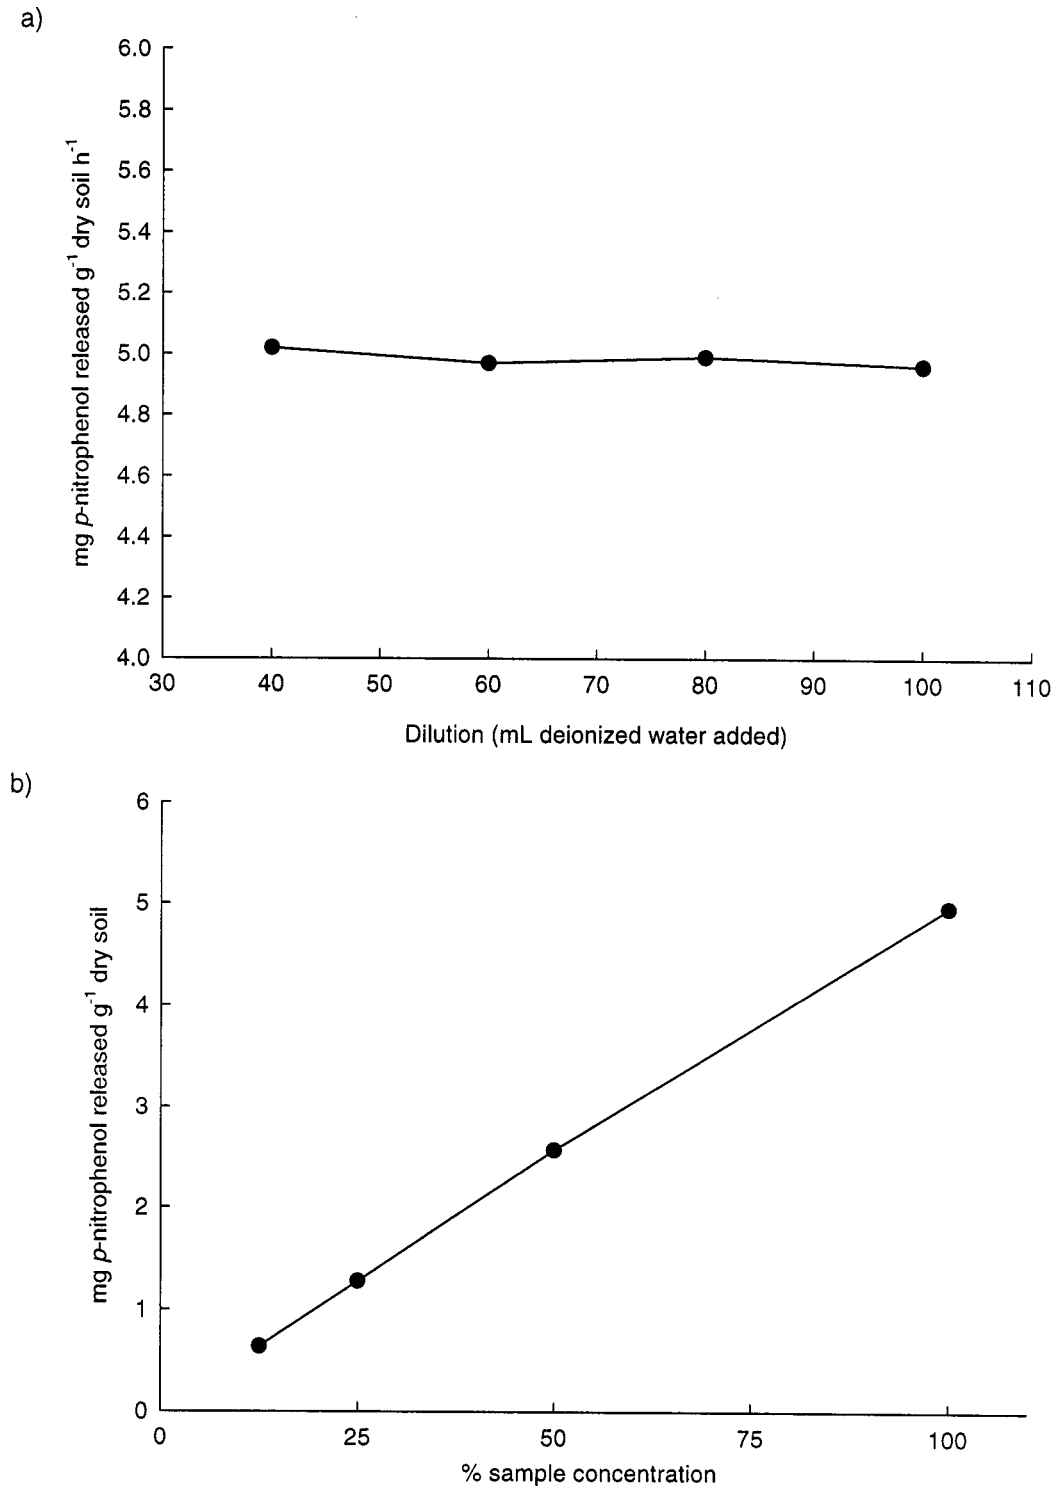 a)
6.0
5.8
5.6
5.4
5.2
5.0
4.8
4.6
4.4
4.2
4.0
mg p-nitrophenol released g⁻¹ dry soil h⁻¹
30 40 50 60 70 80 90 100 110
Dilution (mL deionized water added)
b)
6
5
4
3
2
1
0
mg p-nitrophenol released g⁻¹ dry soil
0 25 50 75 100
% sample concentration